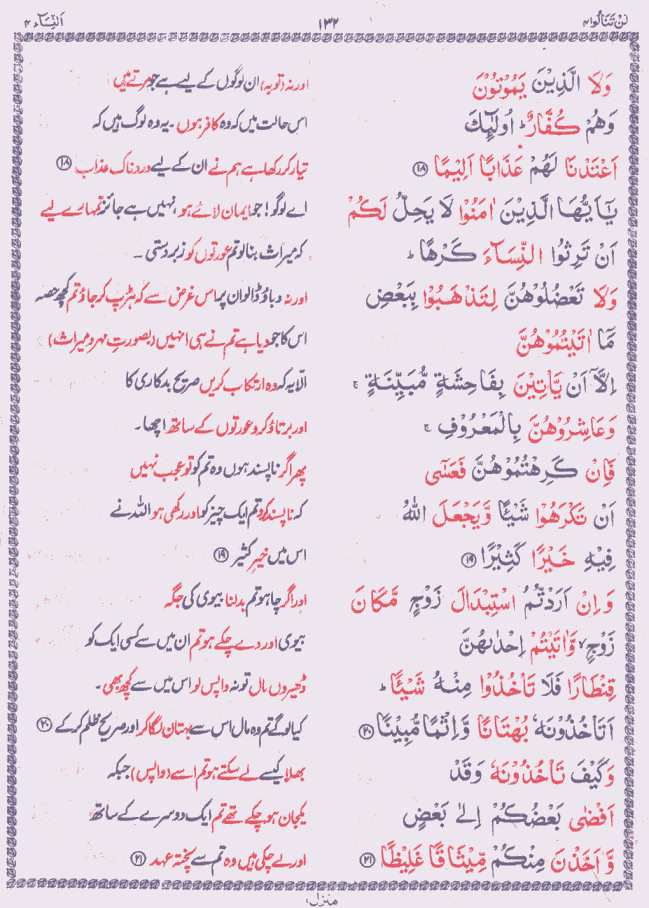 لن تنالوا ٤ ١٣٢ النِّسَآء ٤
وَلَا الَّذِيْنَ يَمُوْتُوْنَ اور نہ (توبہ) ان لوگوں کے لیے ہے جو مرتے ہیں
وَهُمْ كُفَّارٌ ؕ اُولٰٓئِكَ اس حالت میں کہ وہ کافر ہوں۔ یہ وہ لوگ ہیں کہ
اَعْتَدْنَا لَهُمْ عَذَابًا اَلِيْمًا ۝۱۸ تیار کر رکھا ہے ہم نے ان کے لیے دردناک عذاب ۝۱۸
يٰۤاَيُّهَا الَّذِيْنَ اٰمَنُوْا لَا يَحِلُّ لَكُمْ اے لوگو! جو ایمان لائے ہو، نہیں ہے جائز تمہارے لیے
اَنْ تَرِثُوا النِّسَآءَ كَرْهًا ؕ کہ میراث بنا لو تم عورتوں کو زبردستی ۔
وَلَا تَعْضُلُوْهُنَّ لِتَذْهَبُوْا بِبَعْضِ اور نہ دباؤ ڈالو ان پر اس غرض سے کہ ہڑپ کر جاؤ تم کچھ حصہ
مَاۤ اٰتَيْتُمُوْهُنَّ اس کا جو دیا ہے تم نے ہی انہیں (بصورتِ مہر و میراث)
اِلَّاۤ اَنْ يَّاْتِيْنَ بِفَاحِشَةٍ مُّبَيِّنَةٍ ۚ الّا یہ کہ وہ ارتکاب کریں صریح بدکاری کا
وَعَاشِرُوْهُنَّ بِالْمَعْرُوْفِ ۚ اور برتاؤ کرو عورتوں کے ساتھ اچھا۔
فَاِنْ كَرِهْتُمُوْهُنَّ فَعَسٰۤى پھر اگر ناپسند ہوں وہ تم کو تو عجب نہیں
اَنْ تَكْرَهُوْا شَيْئًا وَّيَجْعَلَ اللّٰهُ کہ ناپسند کرو تم ایک چیز کو اور رکھی ہو اللہ نے
فِيْهِ خَيْرًا كَثِيْرًا ۝۱۹ اس میں خیرِ کثیر ۝۱۹
وَاِنْ اَرَدْتُّمُ اسْتِبْدَالَ زَوْجٍ مَّكَانَ اور اگر چاہو تم بدلنا بیوی کی جگہ
زَوْجٍ ۙ وَّاٰتَيْتُمْ اِحْدٰىهُنَّ بیوی اور دے چکے ہو تم ان میں سے کسی ایک کو
قِنْطَارًا فَلَا تَاْخُذُوْا مِنْهُ شَيْئًا ؕ ڈھیروں مال تو نہ واپس لو اس میں سے کچھ بھی۔
اَتَاْخُذُوْنَهٗ بُهْتَانًا وَّاِثْمًا مُّبِيْنًا ۝۲۰ کیا لو گے تم وہ مال اس سے بہتان لگا کر اور صریح ظلم کر کے ۝۲۰
وَكَيْفَ تَاْخُذُوْنَهٗ وَقَدْ بھلا کیسے لے سکتے ہو تم اسے (واپس) جبکہ
اَفْضٰى بَعْضُكُمْ اِلٰى بَعْضٍ یکجان ہو چکے تھے تم ایک دوسرے کے ساتھ
وَّاَخَذْنَ مِنْكُمْ مِّيْثَاقًا غَلِيْظًا ۝۲۱ اور لے چکی ہیں وہ تم سے پختہ عہد ۝۲۱
منزل۱